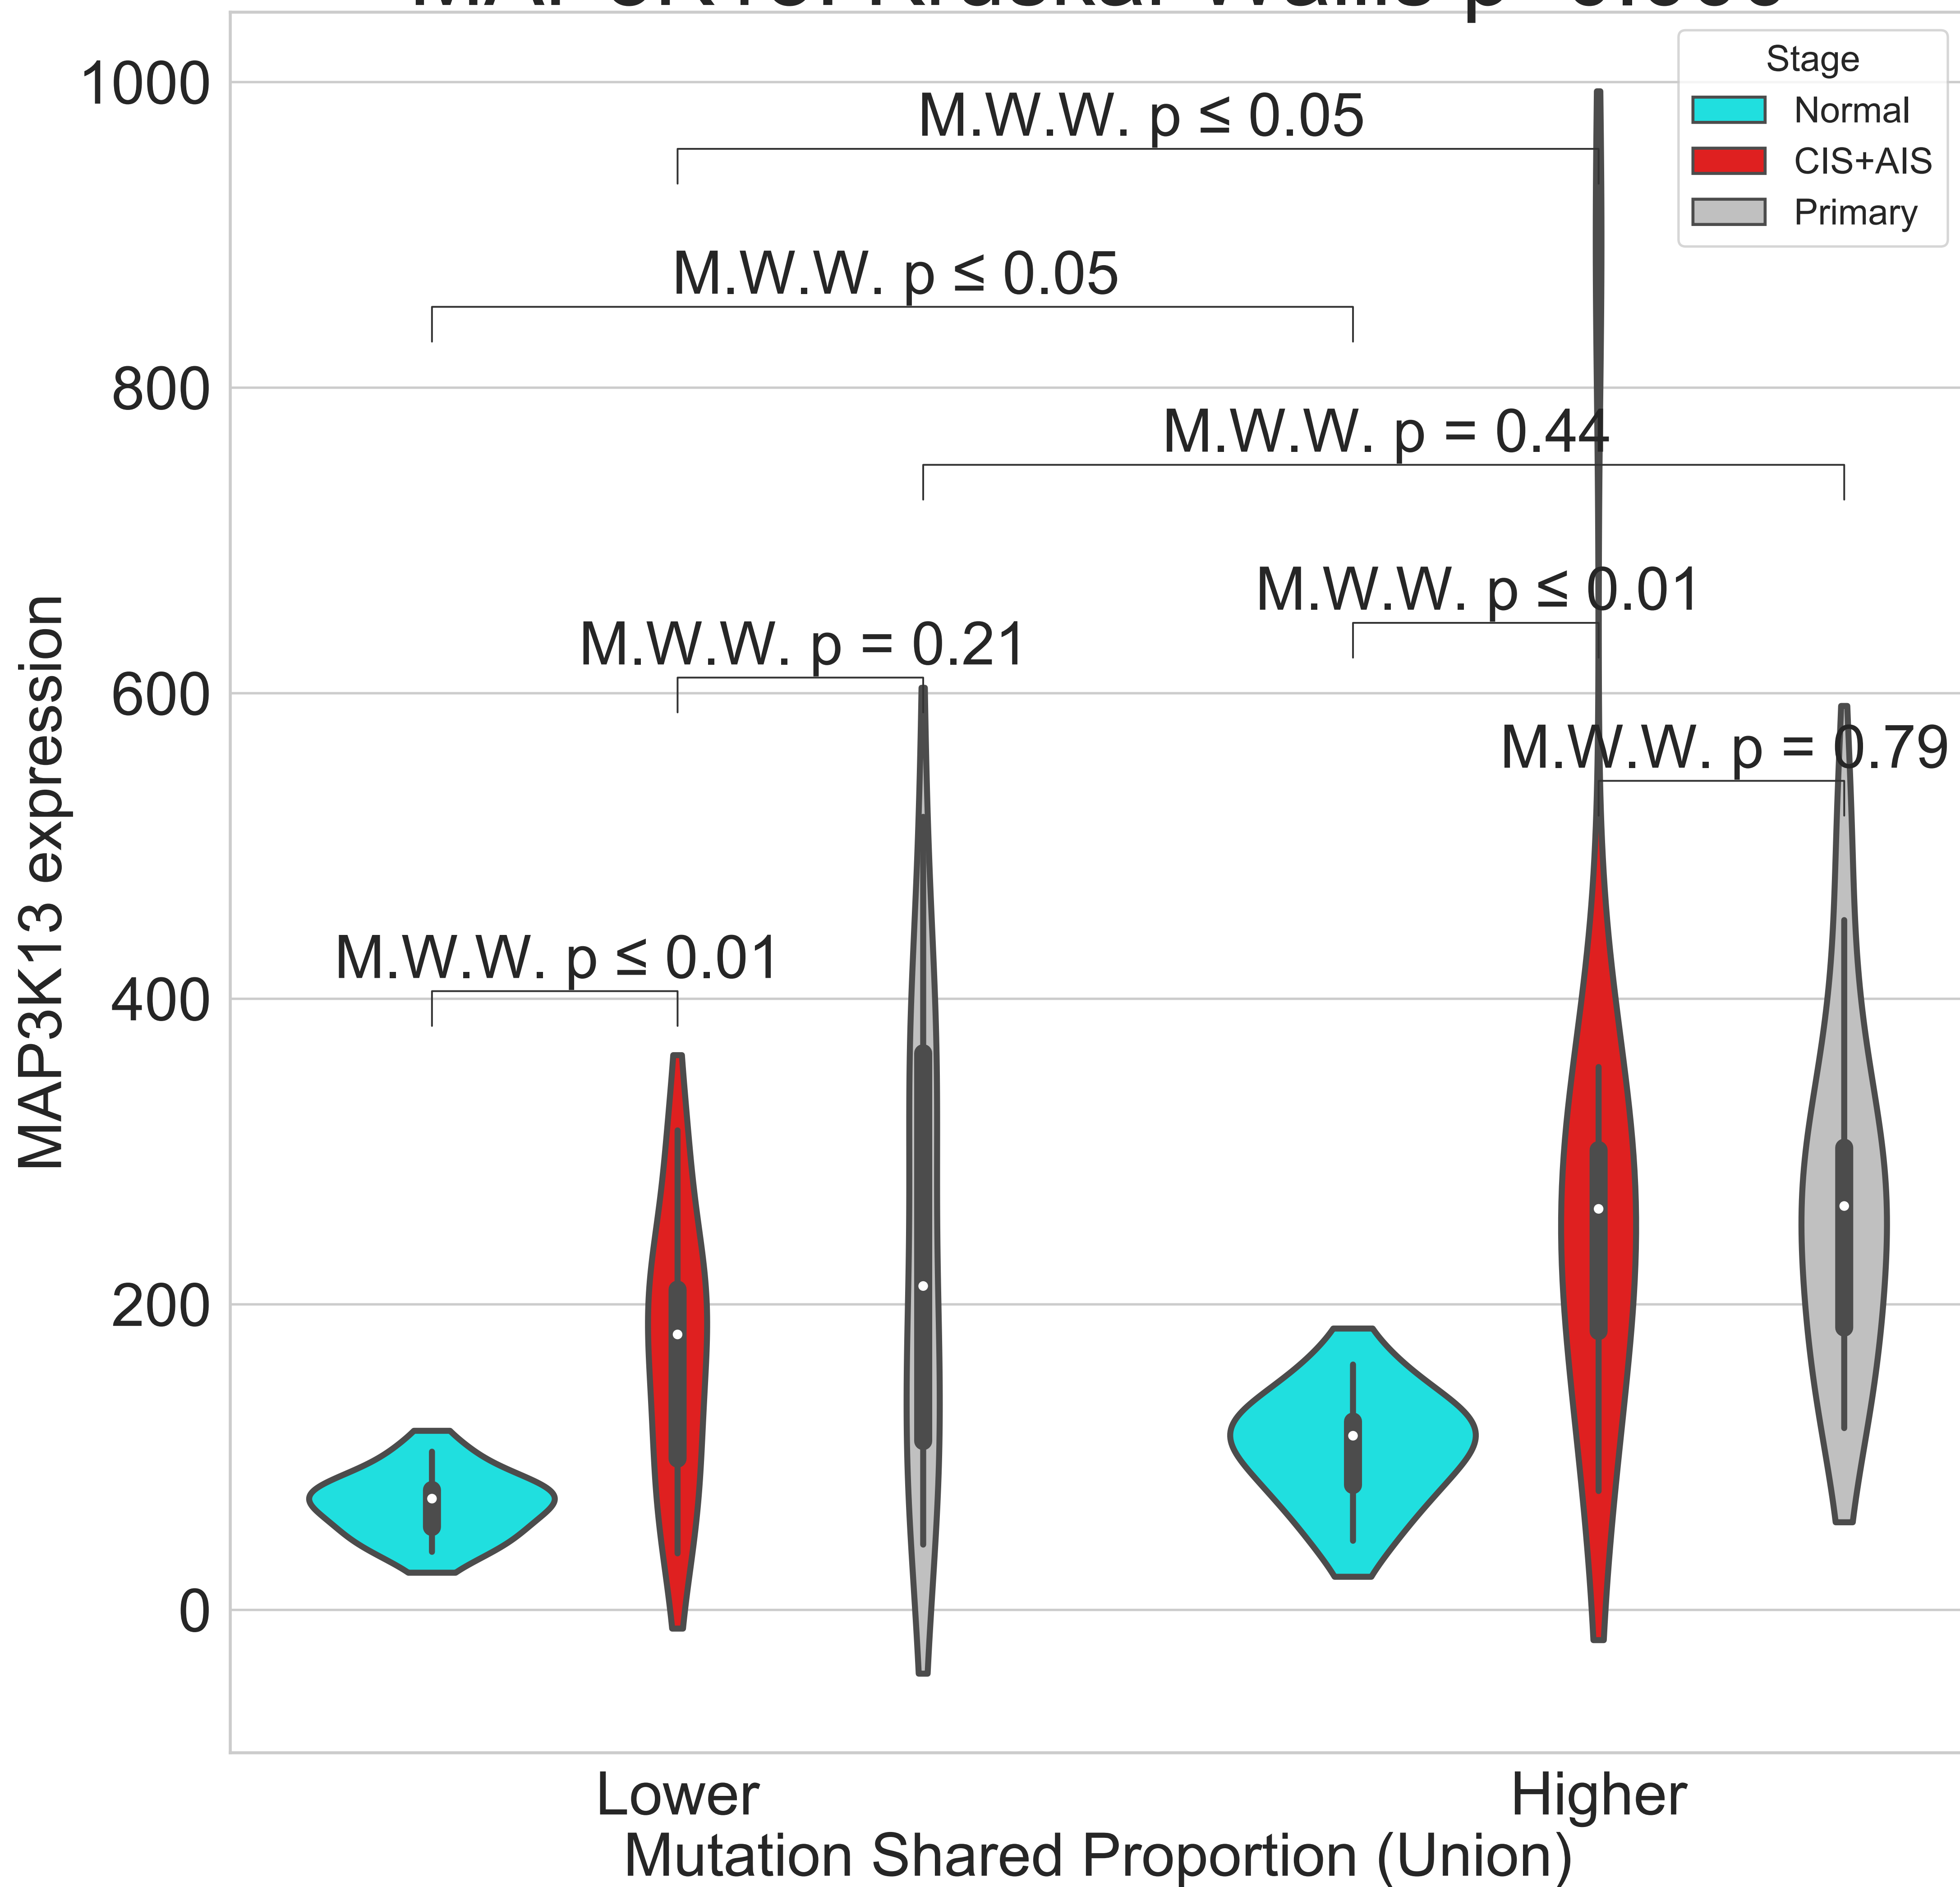 1000
800
600
400
200
0
MAP3K13 expression
Stage
Normal
CIS+AIS
Primary
M.W.W. p ≤ 0.05
M.W.W. p ≤ 0.05
M.W.W. p = 0.44
M.W.W. p ≤ 0.01
M.W.W. p = 0.21
M.W.W. p = 0.79
M.W.W. p ≤ 0.01
Lower
Higher
Mutation Shared Proportion (Union)